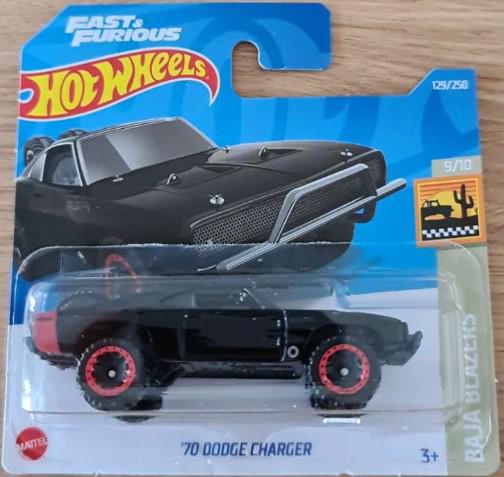 FAST &
FURIOUS
HOT WHEELS
129/250
9/10
BAJA BLAZERS
MATTEL
'70 DODGE CHARGER
3+